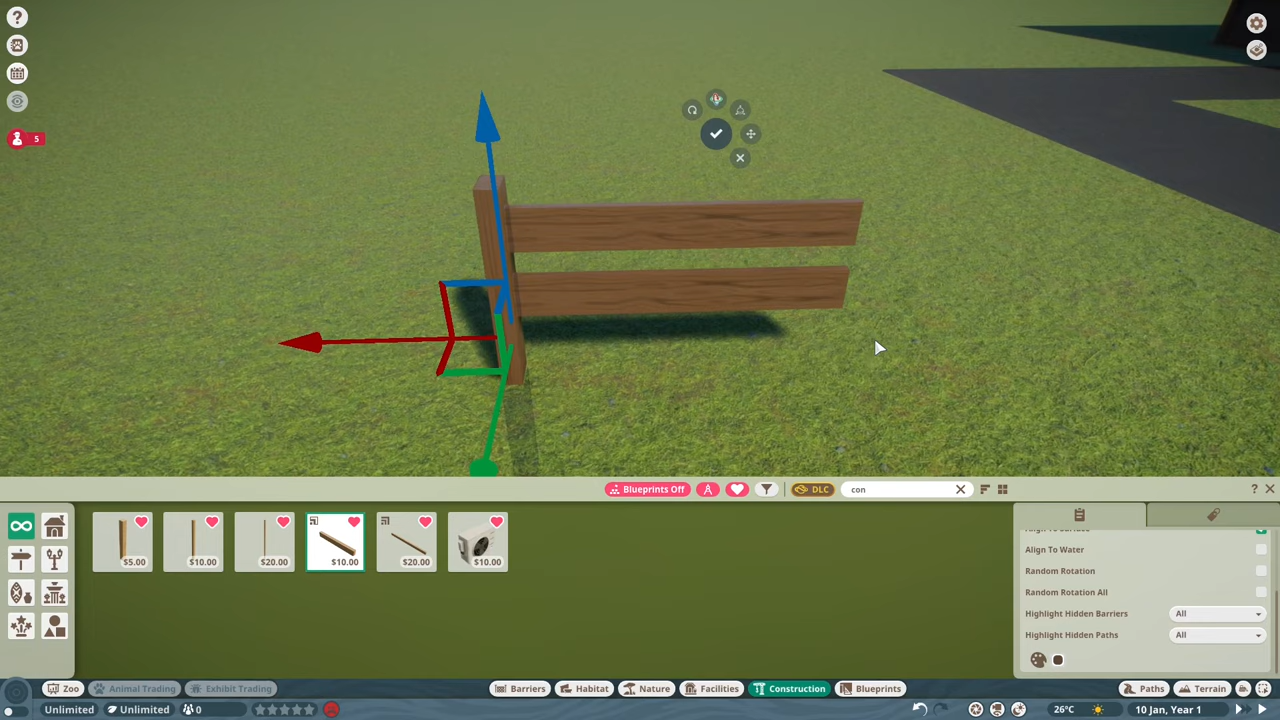 ?
5
Blueprints Off
DLC
con
?
$5.00
$10.00
$20.00
$10.00
$20.00
$10.00
Align To Water
Random Rotation
Random Rotation All
Highlight Hidden Barriers
All
Highlight Hidden Paths
All
Zoo
Animal Trading
Exhibit Trading
Barriers
Habitat
Nature
Facilities
Construction
Blueprints
Paths
Terrain
Unlimited
Unlimited
0
26°C
10 Jan, Year 1